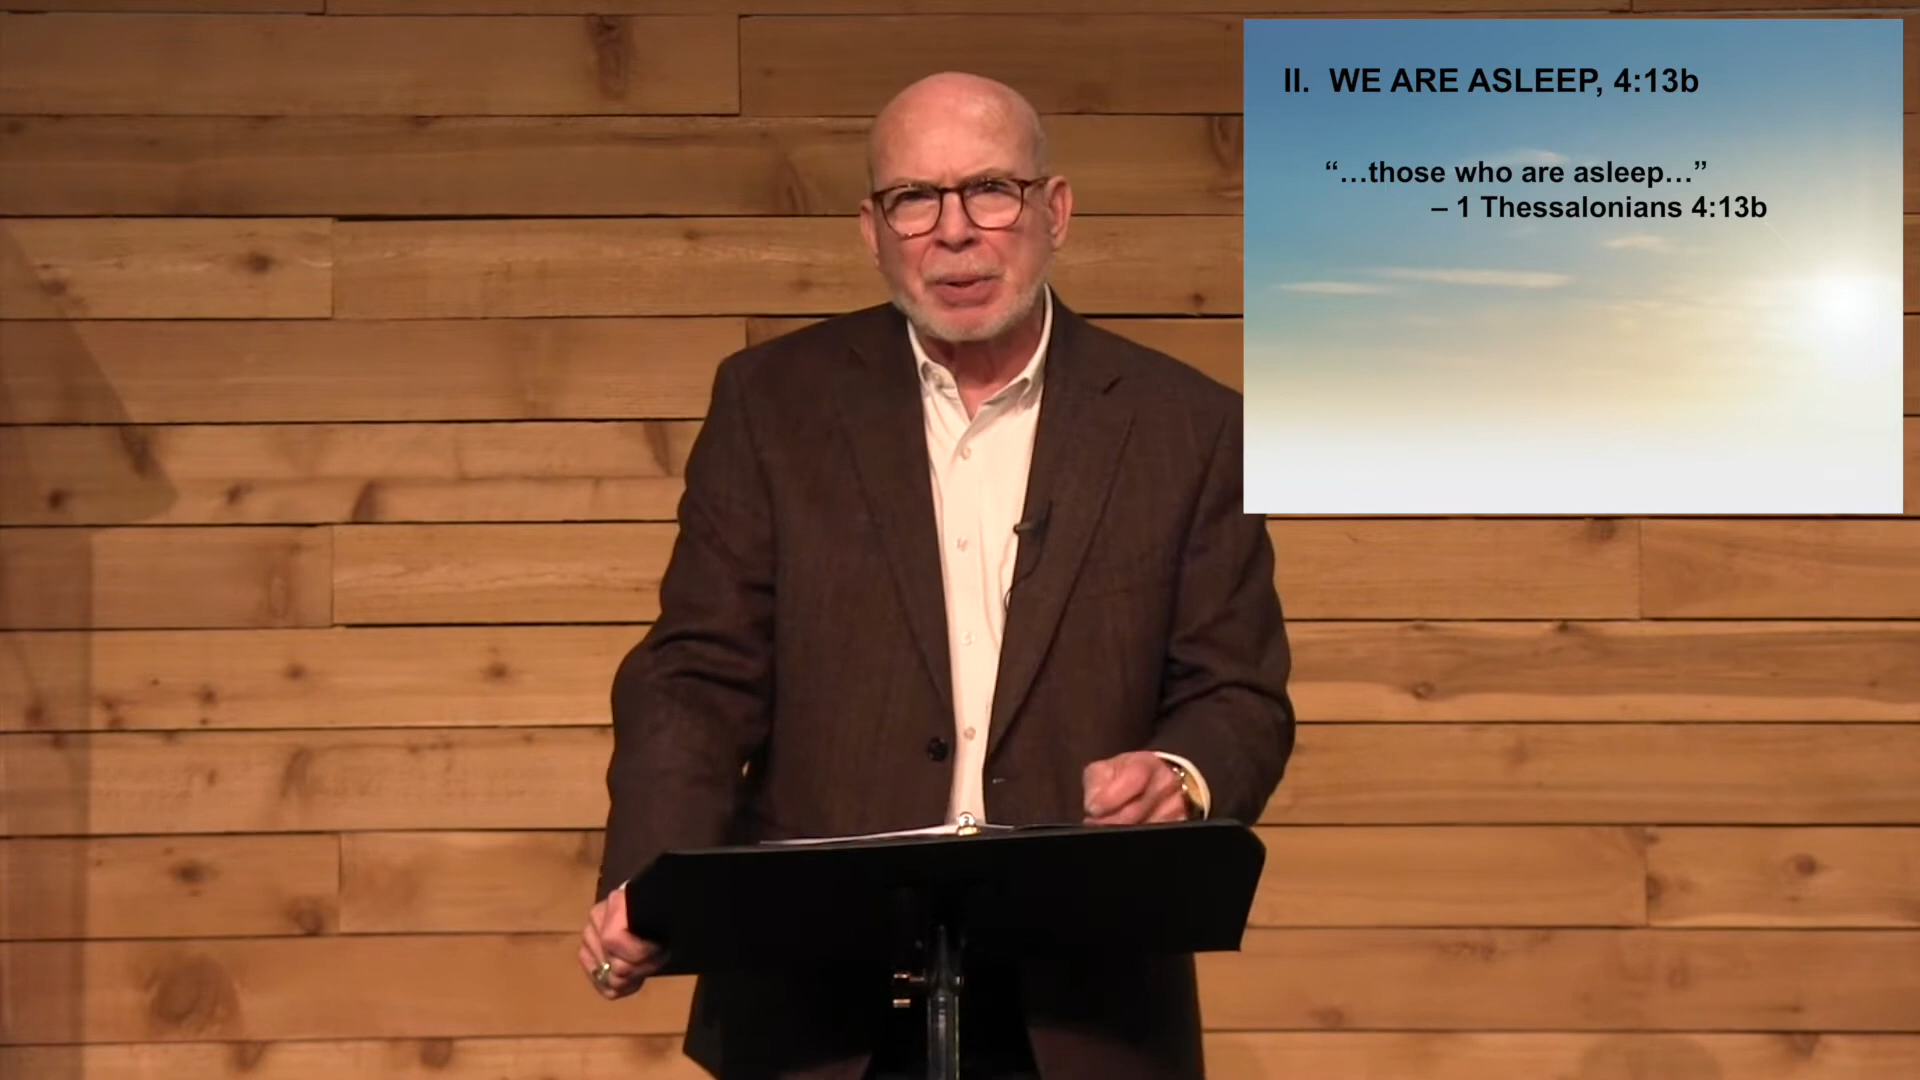 II. WE ARE ASLEEP, 4:13b
“…those who are asleep…”
– 1 Thessalonians 4:13b